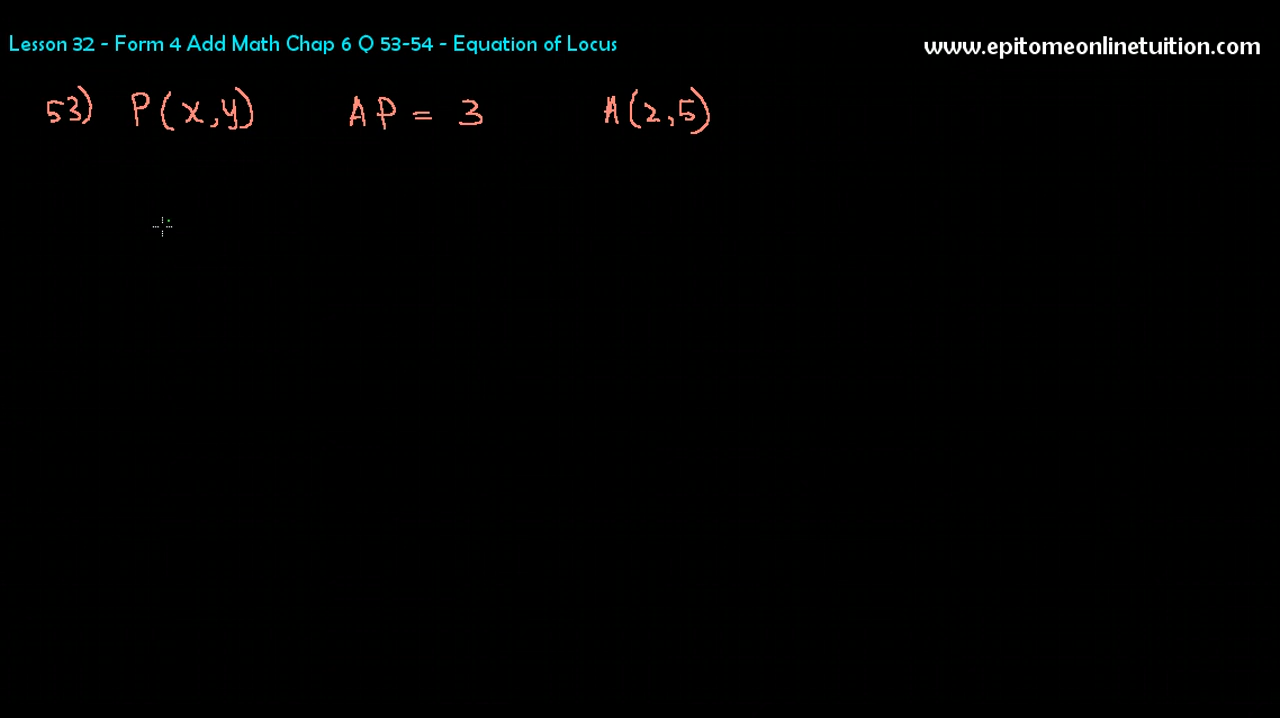 Lesson 32 - Form 4 Add Math Chap 6 Q 53-54 - Equation of Locus
www.epitomeonlinetuition.com
53) P(x,y) AP = 3 A(2,5)